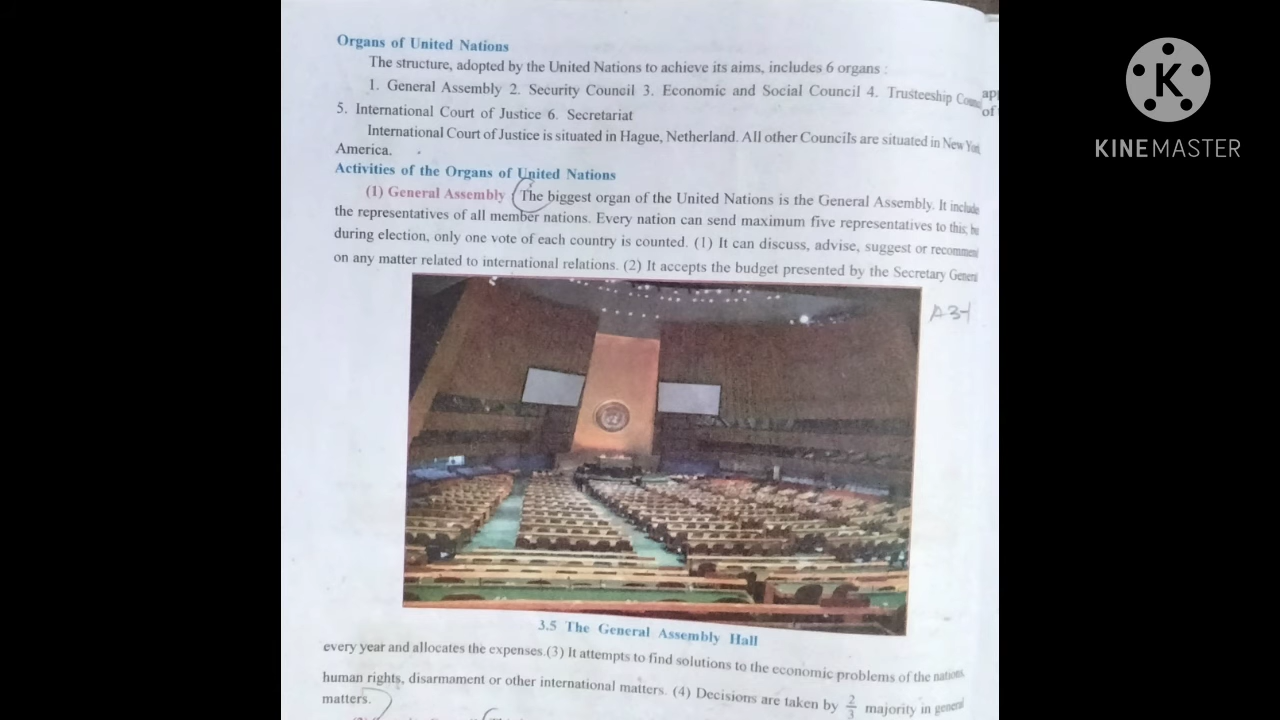 Organs of United Nations
The structure, adopted by the United Nations to achieve its aims, includes 6 organs :
1. General Assembly 2. Security Council 3. Economic and Social Council 4. Trusteeship
5. International Court of Justice 6. Secretariat
International Court of Justice is situated in Hague, Netherland. All other Councils are situated in New
America.
Activities of the Organs of United Nations
(1) General Assembly The biggest organ of the United Nations is the General Assembly. It include
the representatives of all member nations. Every nation can send maximum five representatives to this;
during election, only one vote of each country is counted. (1) It can discuss, advise, suggest or
on any matter related to international relations. (2) It accepts the budget presented by the Secretary
A3-1
3.5 The General Assembly Hall
every year and allocates the expenses.(3) It attempts to find solutions to the economic problems of the
human rights, disarmament or other international matters. (4) Decisions are taken by 2/3 majority in general
matters.
K
KINEMASTER